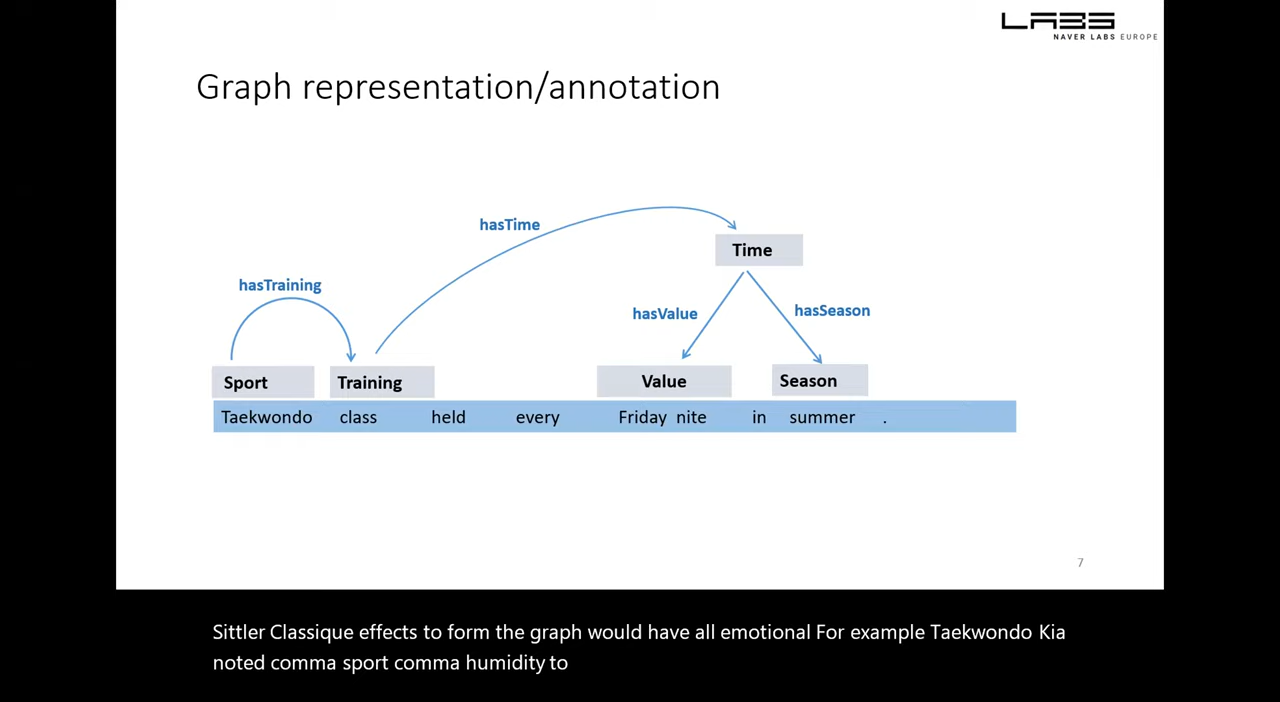 LABS
NAVER LABS EUROPE
Graph representation/annotation
hasTime
Time
hasTraining
hasValue
hasSeason
Sport Training Value Season
Taekwondo class held every Friday nite in summer .
7
Sittler Classique effects to form the graph would have all emotional For example Taekwondo Kia
noted comma sport comma humidity to